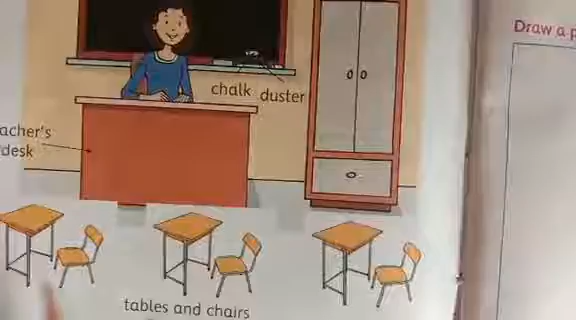 chalk duster
acher's
desk
tables and chairs
Draw a p